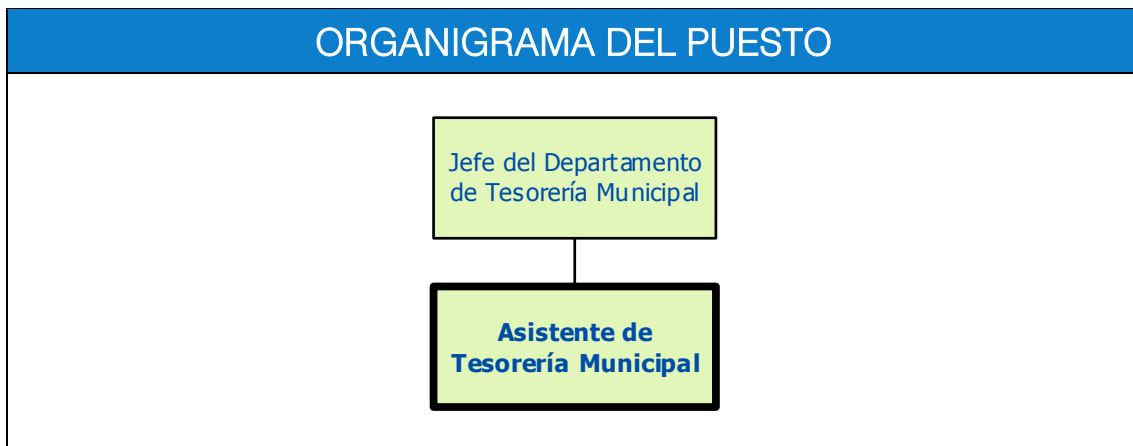 ORGANIGRAMA DEL PUESTO
Jefe del Departamento
de Tesorería Municipal
Asistente de
Tesorería Municipal